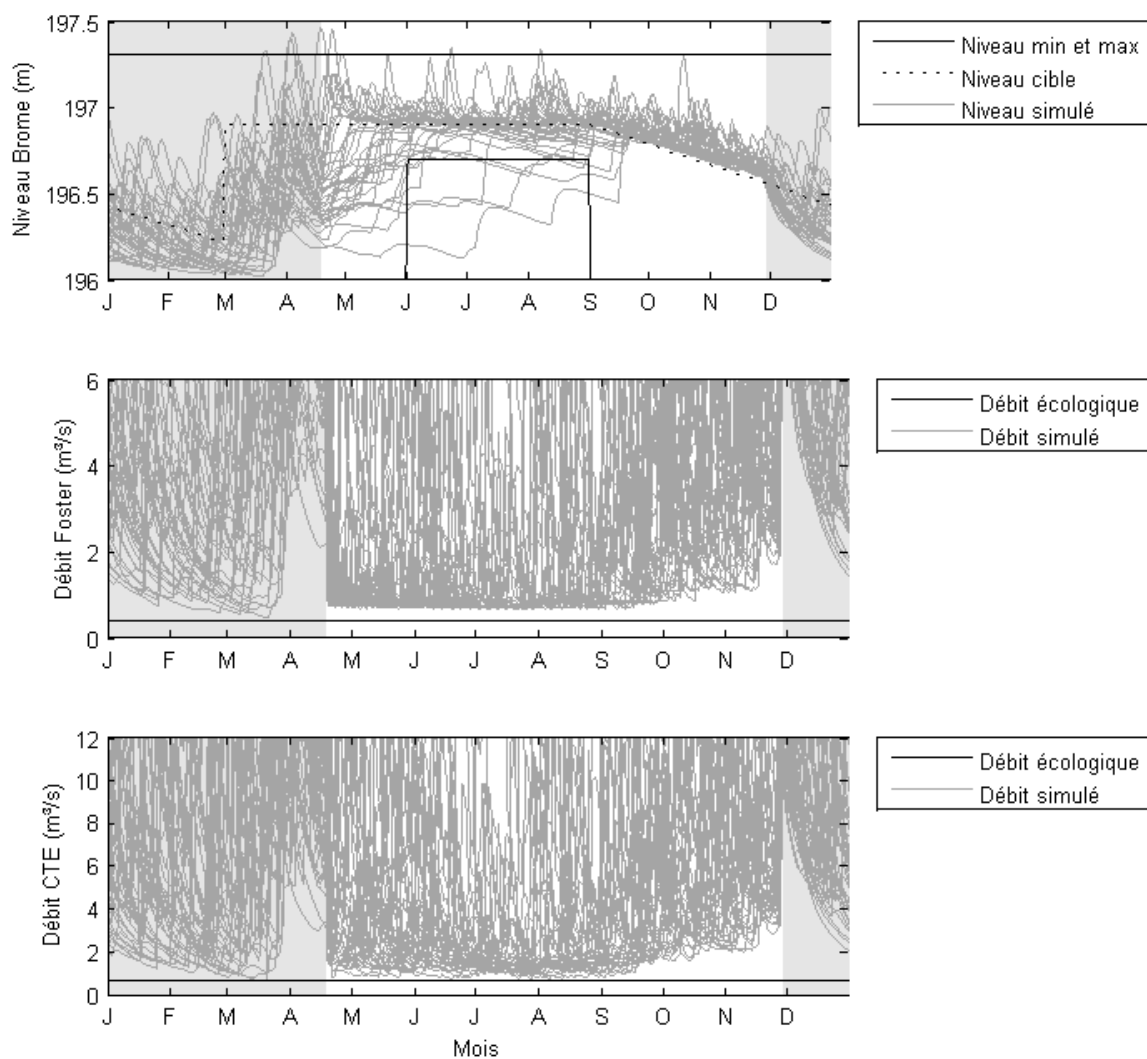 Niveau Brome (m)
197.5
197
196.5
196
J F M A M J J A S O N D
Niveau min et max
Niveau cible
Niveau simulé
Débit Foster (m³/s)
6
4
2
0
J F M A M J J A S O N D
Débit écologique
Débit simulé
Débit CTE (m³/s)
12
10
8
6
4
2
0
J F M A M J J A S O N D
Mois
Débit écologique
Débit simulé